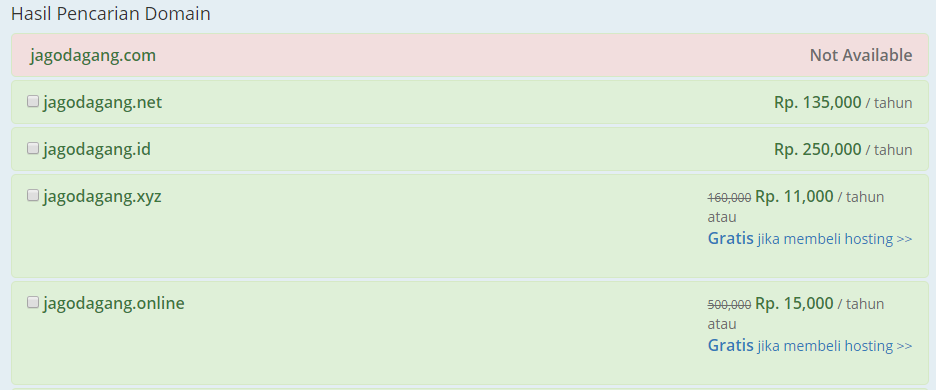 Hasil Pencarian Domain
jagodagang.com Not Available
jagodagang.net Rp. 135,000 / tahun
jagodagang.id Rp. 250,000 / tahun
jagodagang.xyz 160,000 Rp. 11,000 / tahun
atau
Gratis jika membeli hosting >>
jagodagang.online 500,000 Rp. 15,000 / tahun
atau
Gratis jika membeli hosting >>